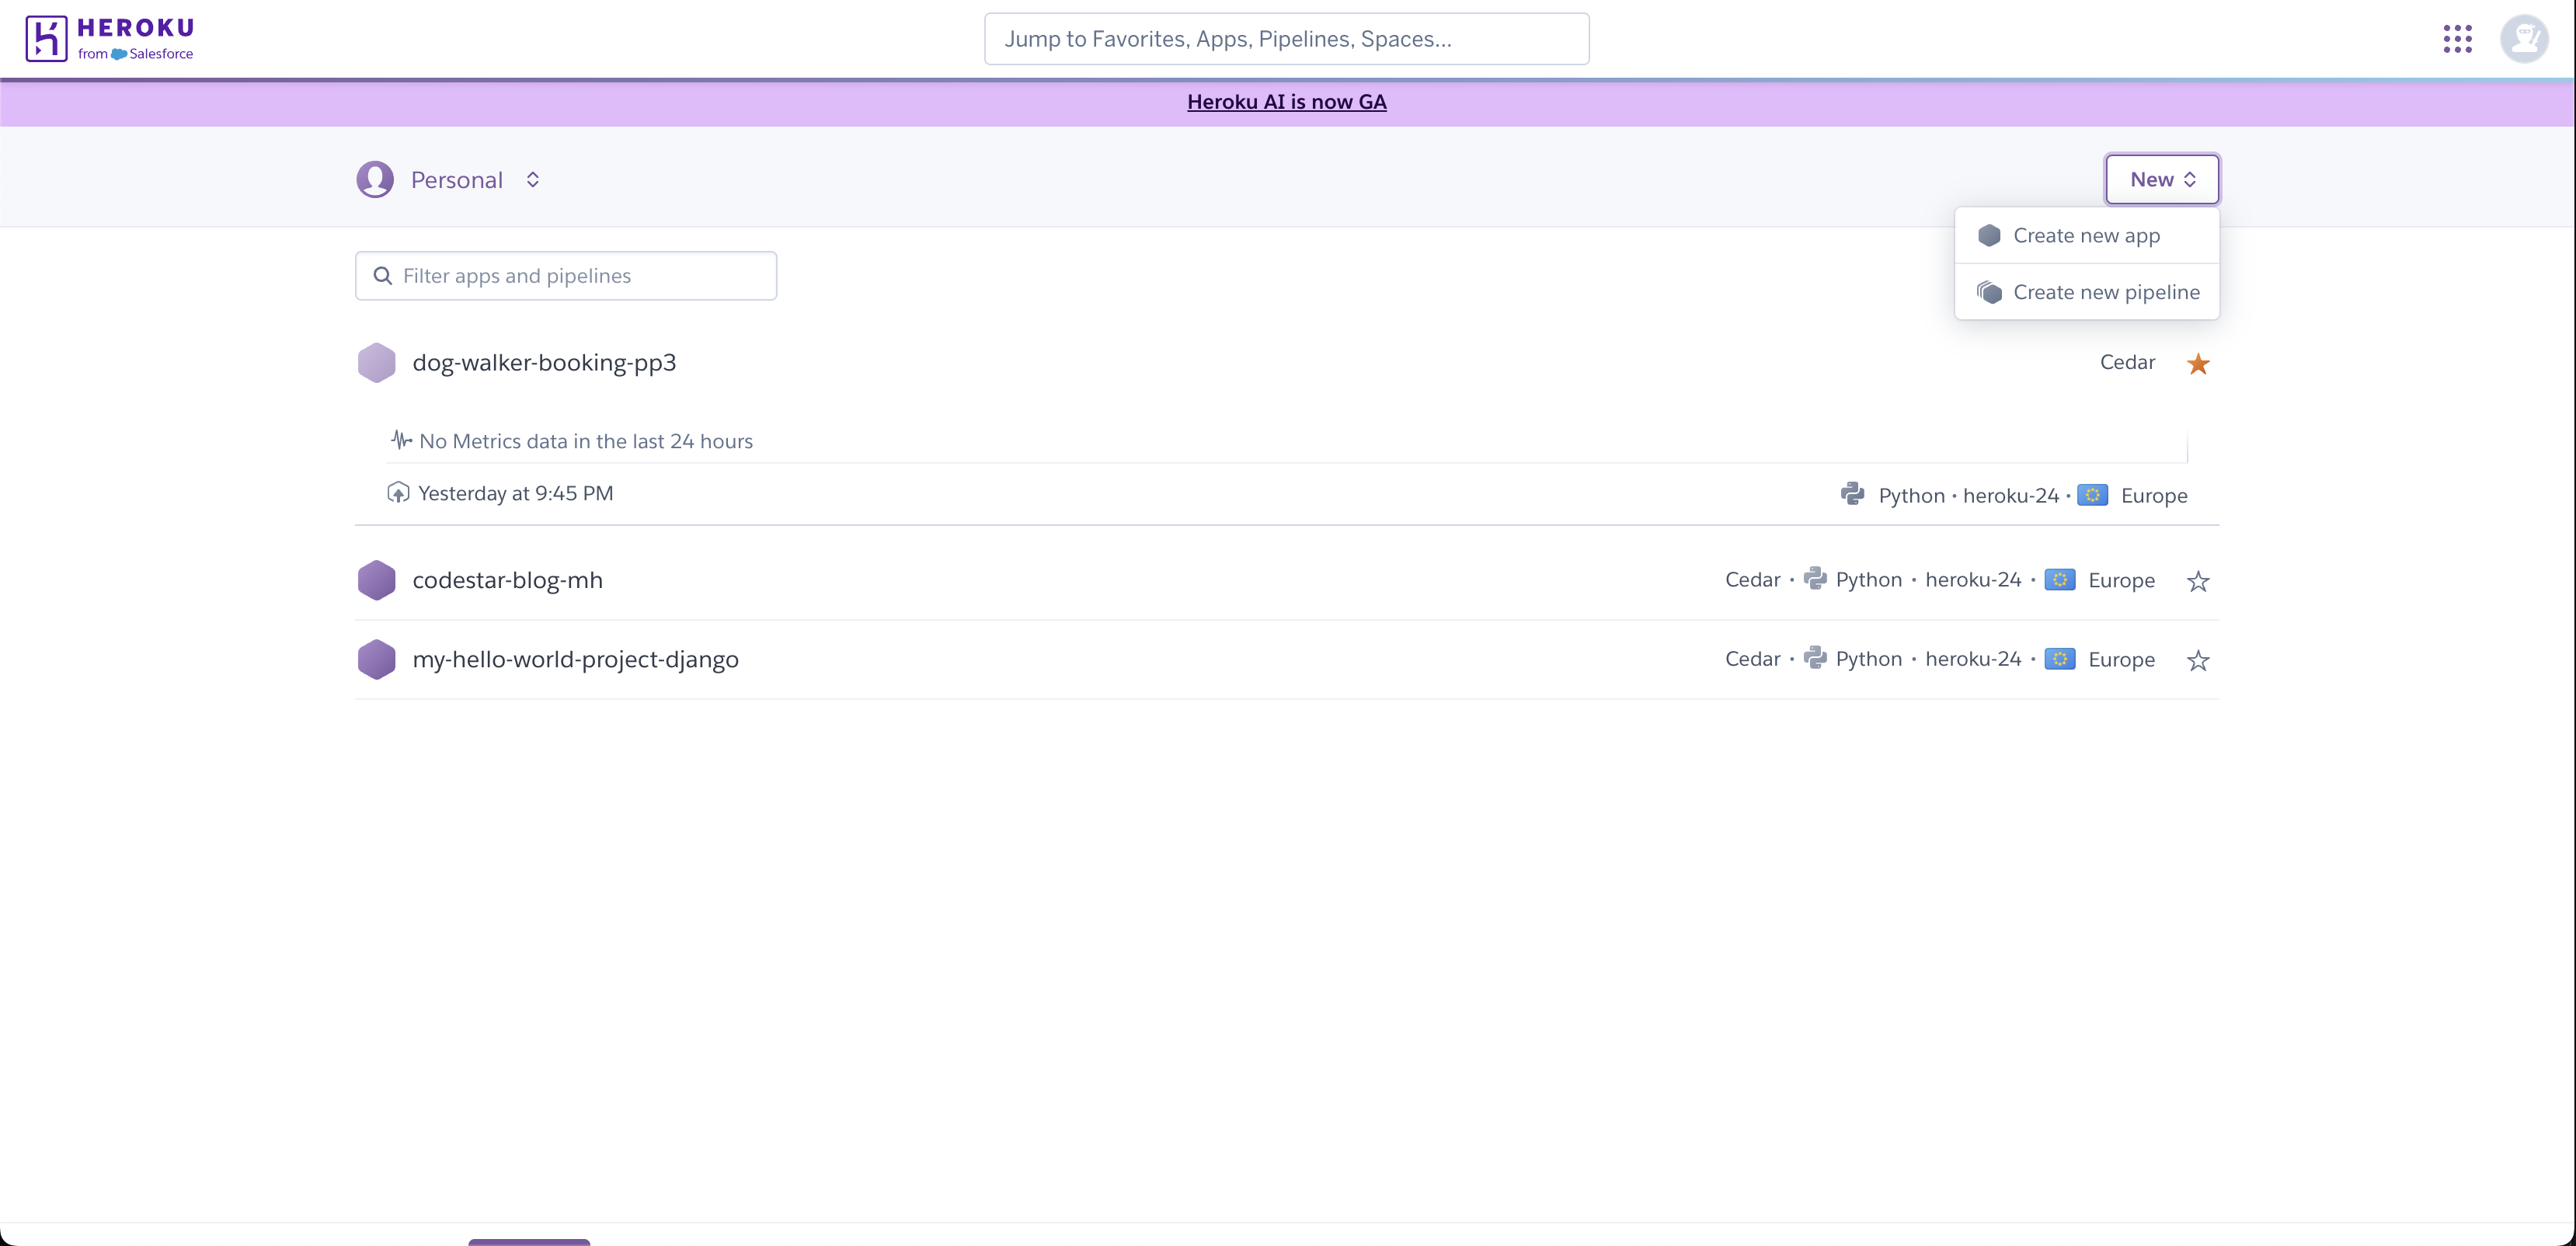 HEROKU
from Salesforce
Jump to Favorites, Apps, Pipelines, Spaces...
Heroku AI is now GA
Personal
New
Create new app
Create new pipeline
Filter apps and pipelines
dog-walker-booking-pp3
Cedar
No Metrics data in the last 24 hours
Yesterday at 9:45 PM
Python • heroku-24 • Europe
codestar-blog-mh
Cedar • Python • heroku-24 • Europe
my-hello-world-project-django
Cedar • Python • heroku-24 • Europe